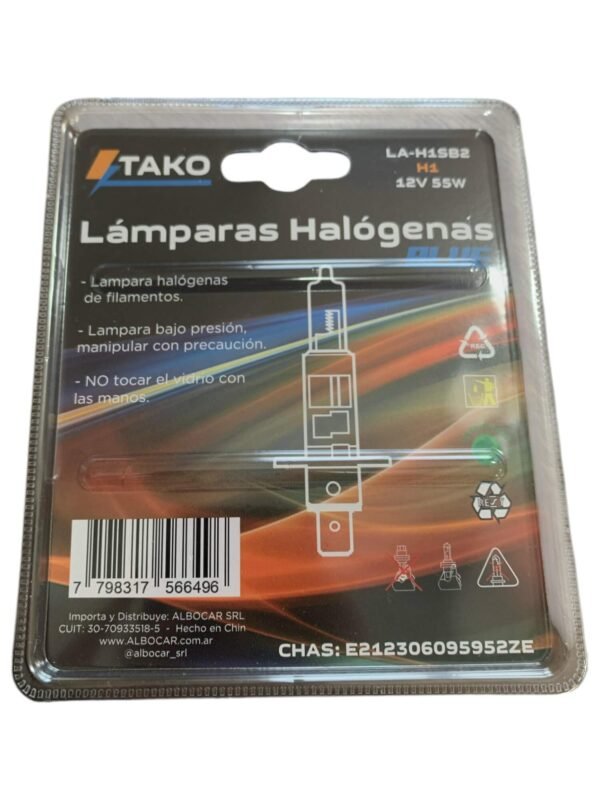 TAKO
LA-H1SB2
H1
12V 55W
Lámparas Halógenas
- Lampara halógenas
de filamentos.
- Lampara bajo presión,
manipular con precaución.
- NO tocar el vidrio con
las manos.
7 798317 566496
Importa y Distribuye: ALBOCAR SRL
CUIT: 30-70933518-5 - Hecho en Chin
www.ALBOCAR.com.ar
@albocar_srl
CHAS: E212306095952ZE